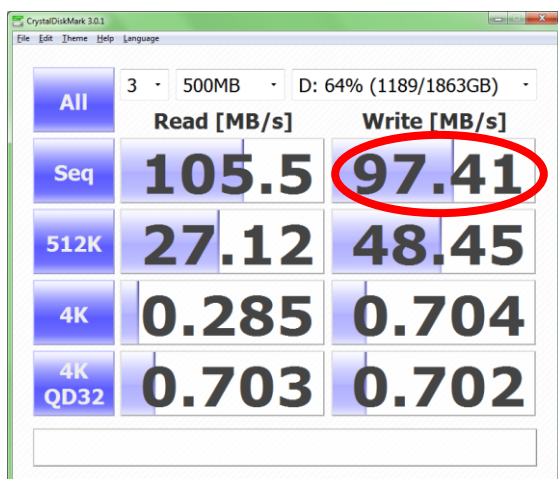 CrystalDiskMark 3.0.1
File Edit Theme Help Language
All 3 500MB D: 64% (1189/1863GB)
Read [MB/s] Write [MB/s]
Seq 105.5 97.41
512K 27.12 48.45
4K 0.285 0.704
4K
QD32 0.703 0.702